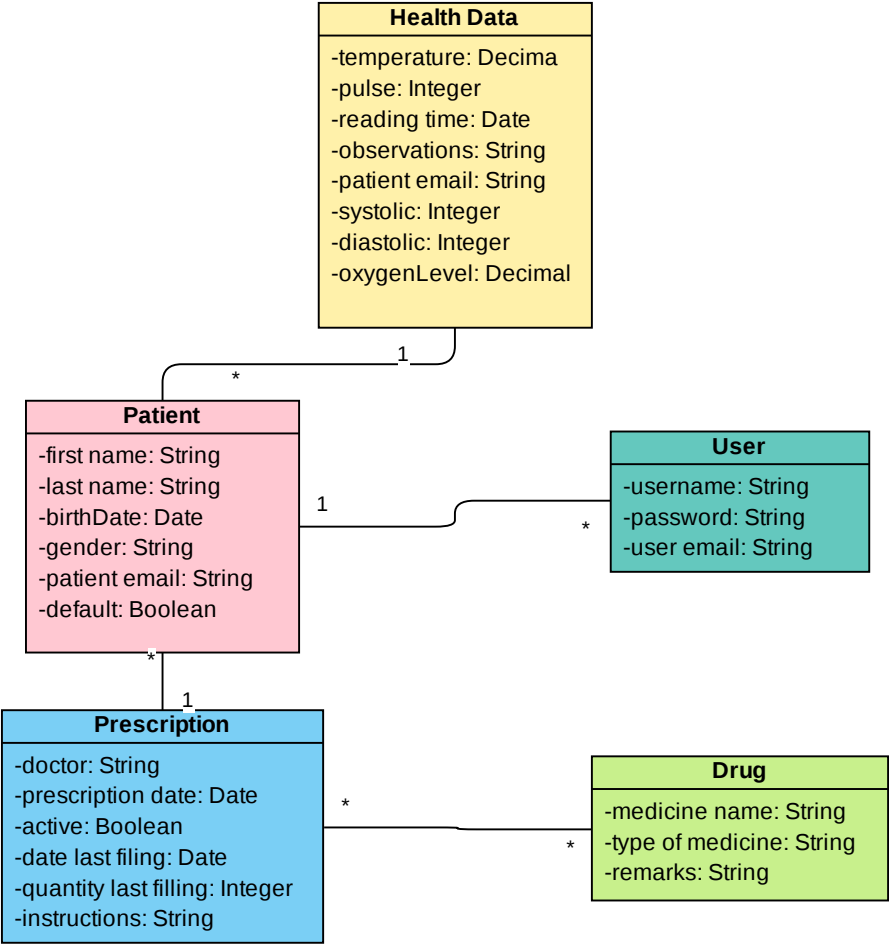 Health Data
-temperature: Decima
-pulse: Integer
-reading time: Date
-observations: String
-patient email: String
-systolic: Integer
-diastolic: Integer
-oxygenLevel: Decimal
1
*
Patient
-first name: String
-last name: String
-birthDate: Date
-gender: String
-patient email: String
-default: Boolean
1
*
User
-username: String
-password: String
-user email: String
*
1
Prescription
-doctor: String
-prescription date: Date
-active: Boolean
-date last filing: Date
-quantity last filling: Integer
-instructions: String
*
*
Drug
-medicine name: String
-type of medicine: String
-remarks: String